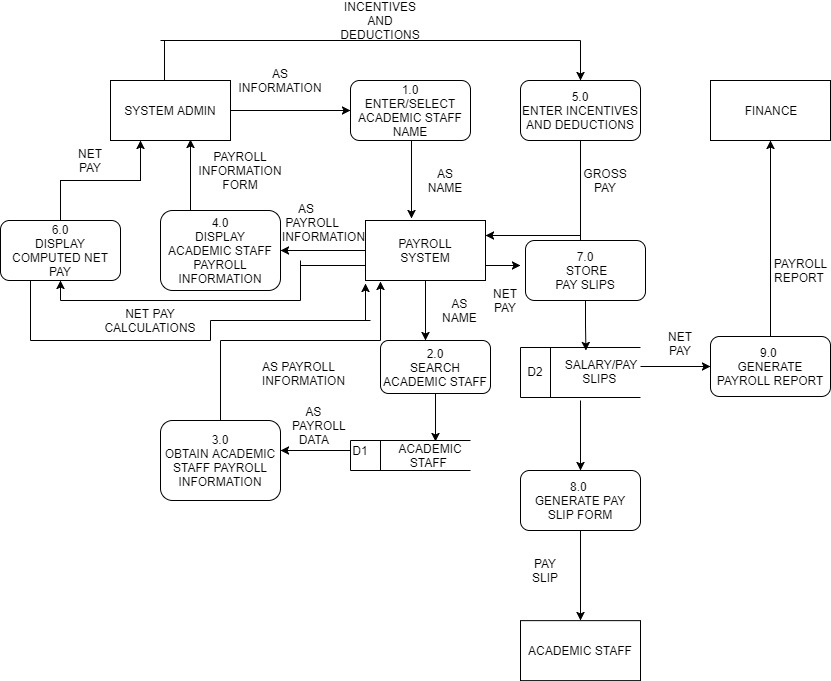 INCENTIVES
AND
DEDUCTIONS
AS
INFORMATION
SYSTEM ADMIN
1.0
ENTER/SELECT
ACADEMIC STAFF
NAME
5.0
ENTER INCENTIVES
AND DEDUCTIONS
FINANCE
NET
PAY
PAYROLL
INFORMATION
FORM
AS
NAME
GROSS
PAY
6.0
DISPLAY
COMPUTED NET
PAY
4.0
DISPLAY
ACADEMIC STAFF
PAYROLL
INFORMATION
AS
PAYROLL
INFORMATION
PAYROLL
SYSTEM
7.0
STORE
PAY SLIPS
PAYROLL
REPORT
NET
PAY
NET PAY
CALCULATIONS
AS
NAME
2.0
SEARCH
ACADEMIC STAFF
AS PAYROLL
INFORMATION
D2
SALARY/PAY
SLIPS
NET
PAY
9.0
GENERATE
PAYROLL REPORT
3.0
OBTAIN ACADEMIC
STAFF PAYROLL
INFORMATION
AS
PAYROLL
DATA
D1
ACADEMIC
STAFF
8.0
GENERATE PAY
SLIP FORM
PAY
SLIP
ACADEMIC STAFF